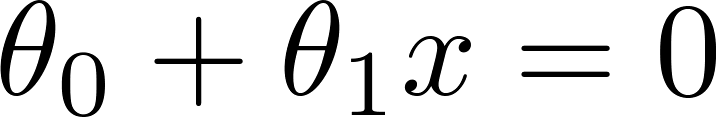 θ₀ + θ₁x = 0